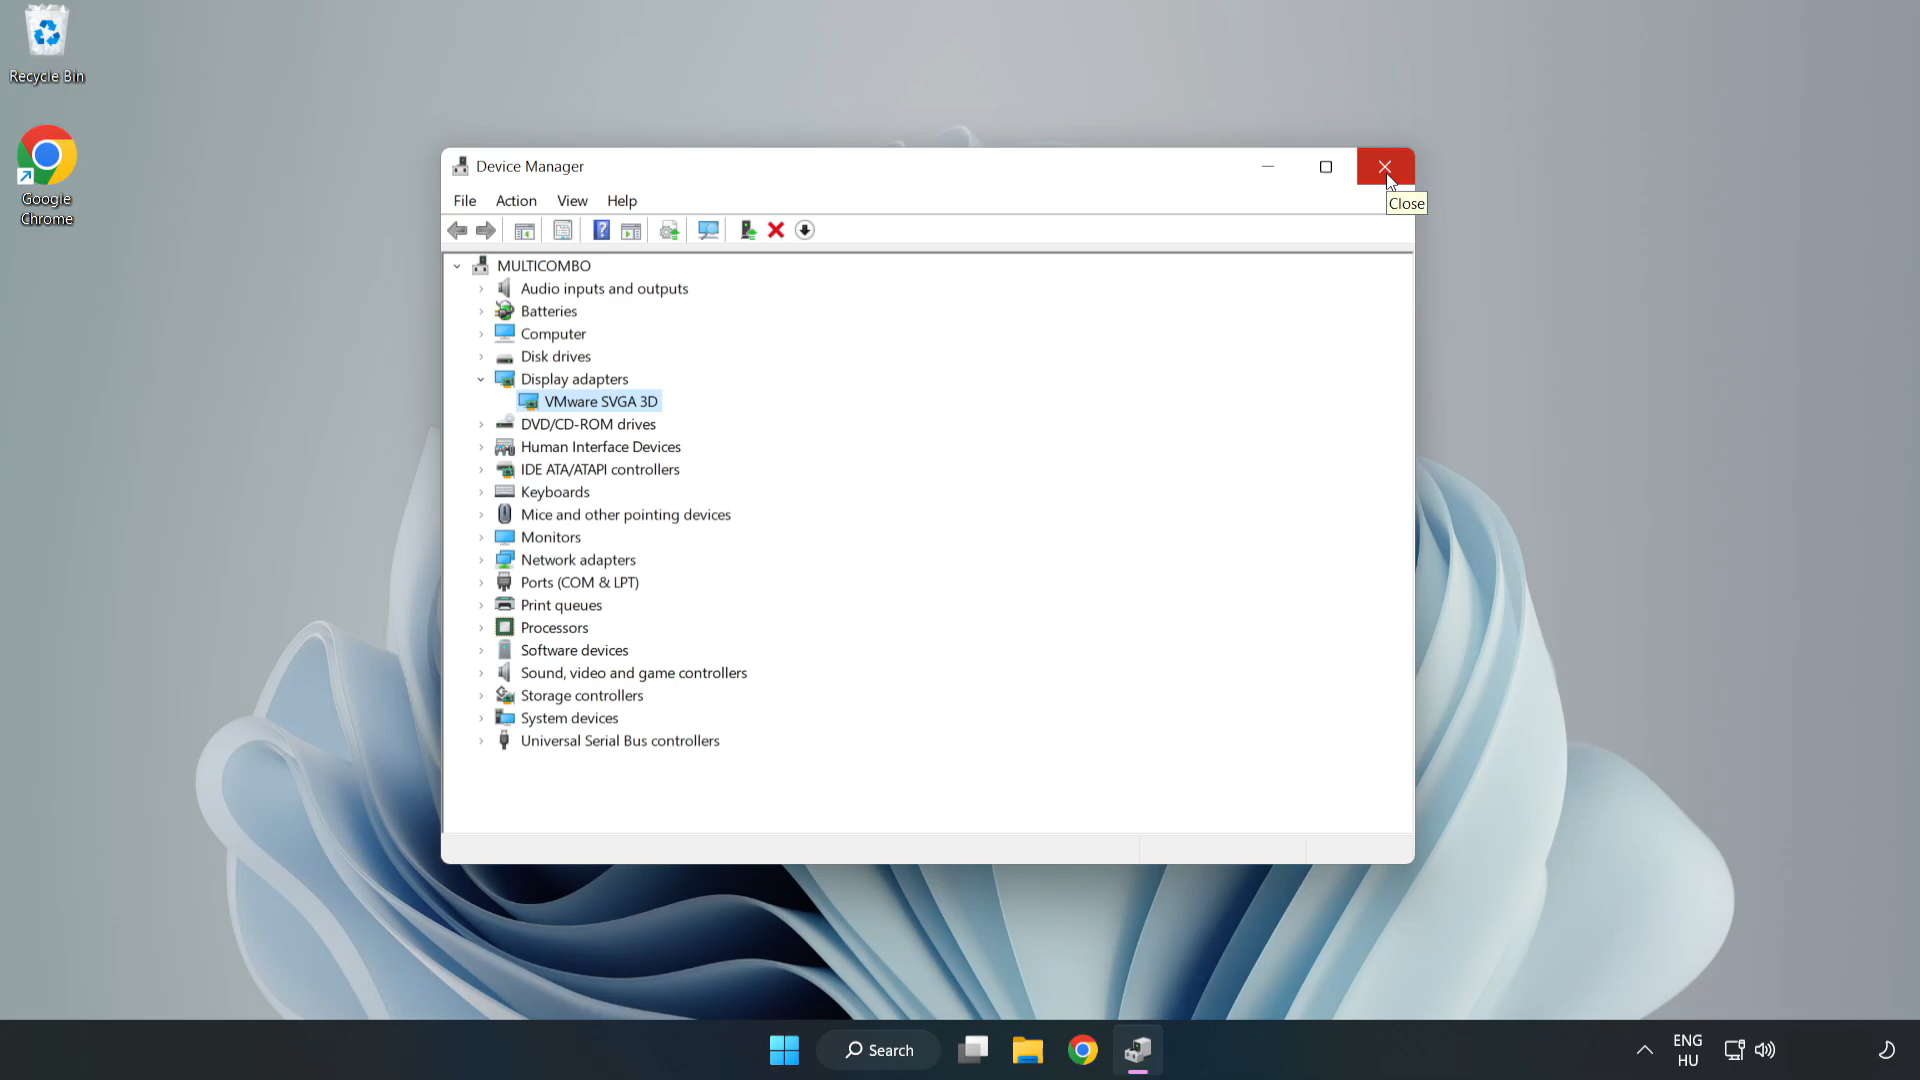 Recycle Bin
Google
Chrome
Device Manager
Close
File Action View Help
MULTICOMBO
Audio inputs and outputs
Batteries
Computer
Disk drives
Display adapters
VMware SVGA 3D
DVD/CD-ROM drives
Human Interface Devices
IDE ATA/ATAPI controllers
Keyboards
Mice and other pointing devices
Monitors
Network adapters
Ports (COM & LPT)
Print queues
Processors
Software devices
Sound, video and game controllers
Storage controllers
System devices
Universal Serial Bus controllers
Search
ENG
HU